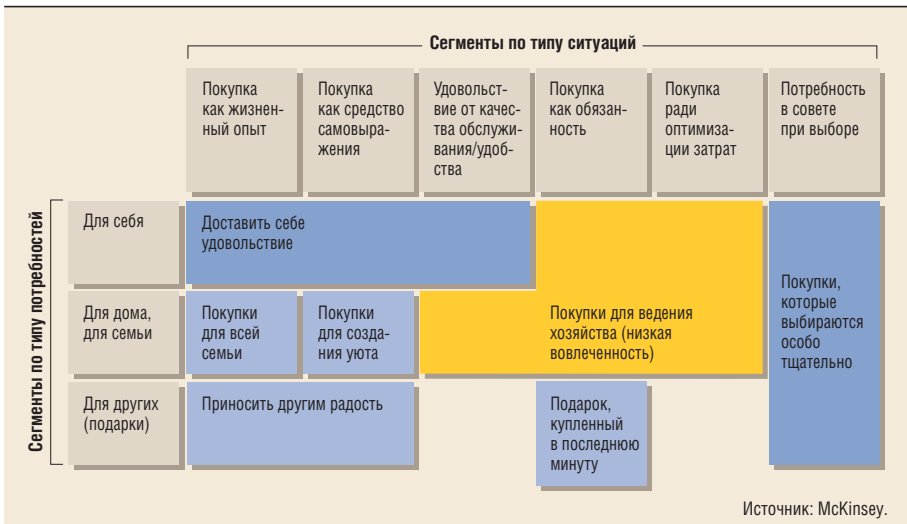 Сегменты по типу ситуаций
Покупка
как жизнен-
ный опыт
Покупка
как средство
самовыра-
жения
Удовольст-
вие от качес-
тва обслужи-
вания/удоб-
ства
Покупка
как обязан-
ность
Покупка
ради
оптимиза-
ции затрат
Потребность
в совете
при выборе
Сегменты по типу потребностей
Для себя
Доставить себе
удовольствие
Для дома,
для семьи
Покупки
для всей
семьи
Покупки
для созда-
ния уюта
Покупки для ведения
хозяйства (низкая
вовлеченность)
Покупки,
которые
выбираются
особо
тщательно
Для других
(подарки)
Приносить другим радость
Подарок,
купленный
в последнюю
минуту
Источник: McKinsey.